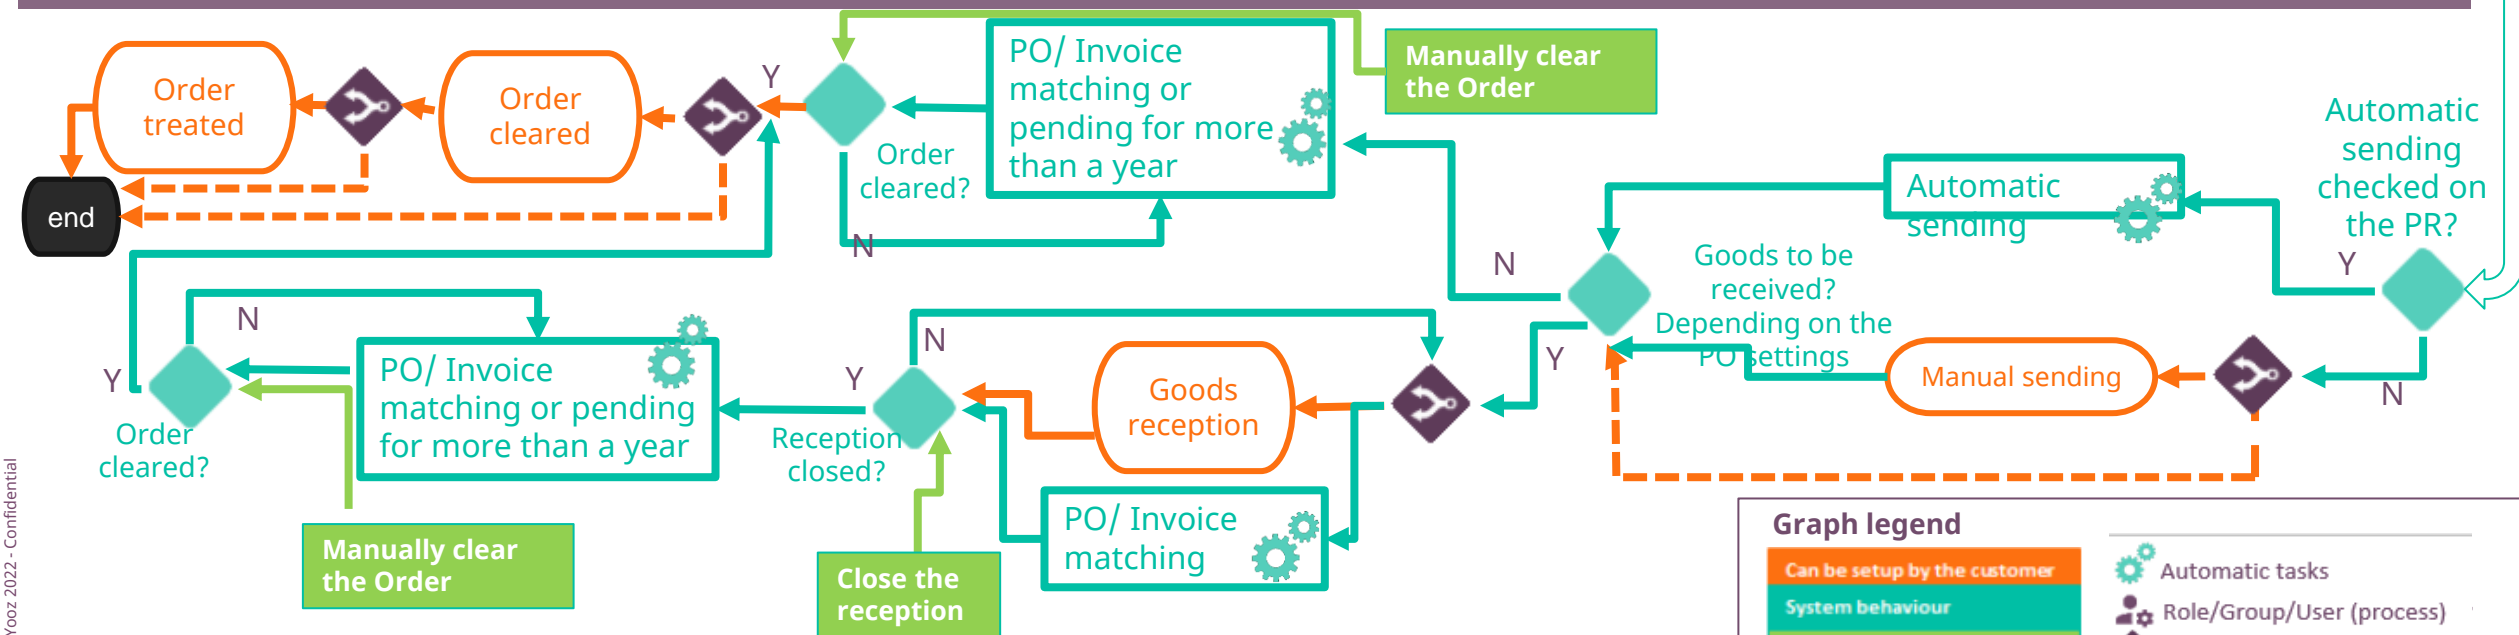 Order
treated
Order
cleared
Y
PO/ Invoice
matching or
pending for more
than a year
Manually clear
the Order
Order
cleared?
N
end
Automatic
sending
checked on
the PR?
Automatic
sending
Y
N
Goods to be
received?
Depending on the
PO settings
N
Y
Manual sending
N
Y
Order
cleared?
PO/ Invoice
matching or pending
for more than a year
N
Y
Reception
closed?
Goods
reception
PO/ Invoice
matching
Manually clear
the Order
Close the
reception
Graph legend
Can be setup by the customer
System behaviour
Automatic tasks
Role/Group/User (process)
Yooz 2022 - Confidential